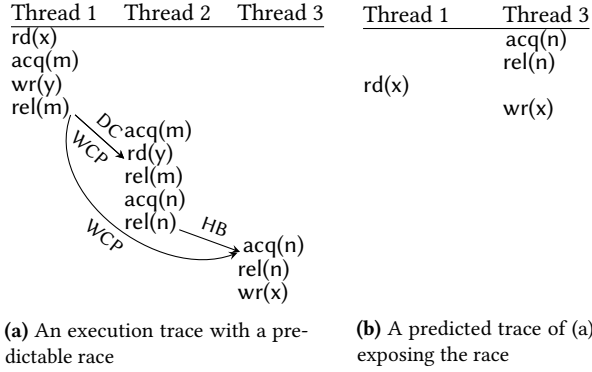 Thread 1 Thread 2 Thread 3
rd(x)
acq(m)
wr(y)
rel(m)
DC
WCP
acq(m)
rd(y)
rel(m)
acq(n)
rel(n)
HB
WCP
acq(n)
rel(n)
wr(x)
(a) An execution trace with a pre-
dictable race
Thread 1 Thread 3
acq(n)
rel(n)
rd(x)
wr(x)
(b) A predicted trace of (a)
exposing the race